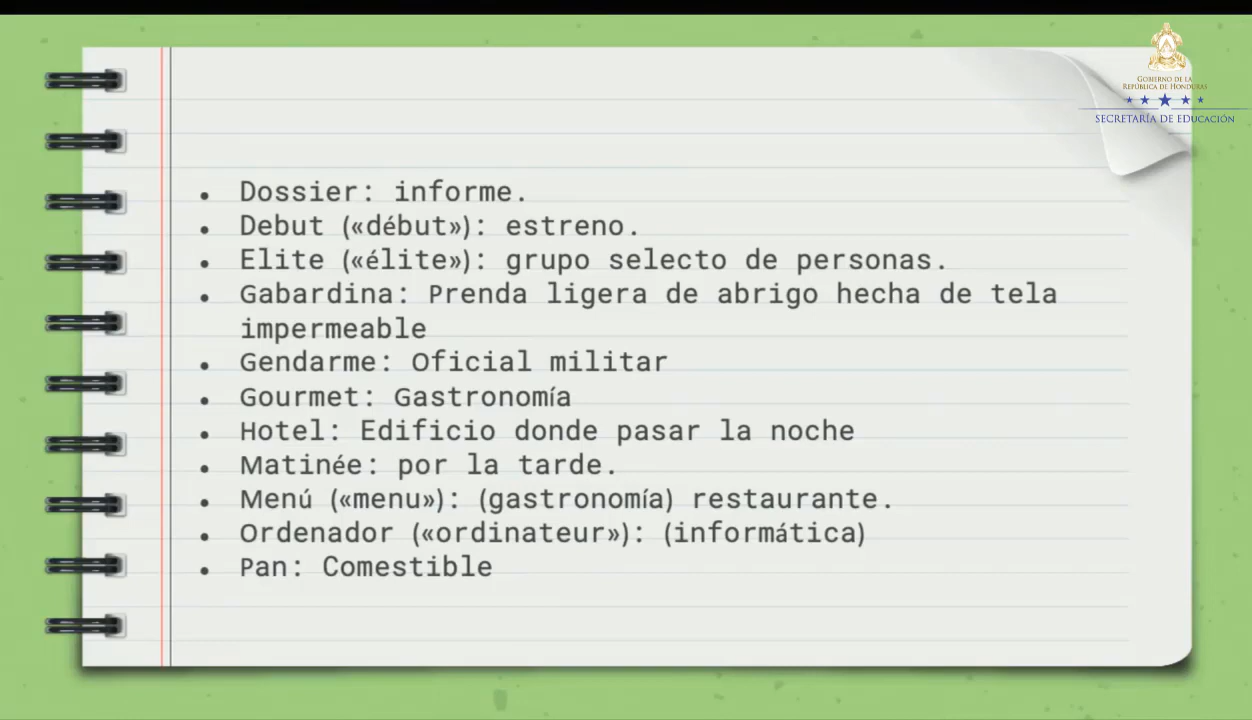 GOBIERNO DE LA
REPÚBLICA DE HONDURAS
SECRETARÍA DE EDUCACIÓN
• Dossier: informe.
• Debut («début»): estreno.
• Elite («élite»): grupo selecto de personas.
• Gabardina: Prenda ligera de abrigo hecha de tela
impermeable
• Gendarme: Oficial militar
• Gourmet: Gastronomía
• Hotel: Edificio donde pasar la noche
• Matinée: por la tarde.
• Menú («menu»): (gastronomía) restaurante.
• Ordenador («ordinateur»): (informática)
• Pan: Comestible